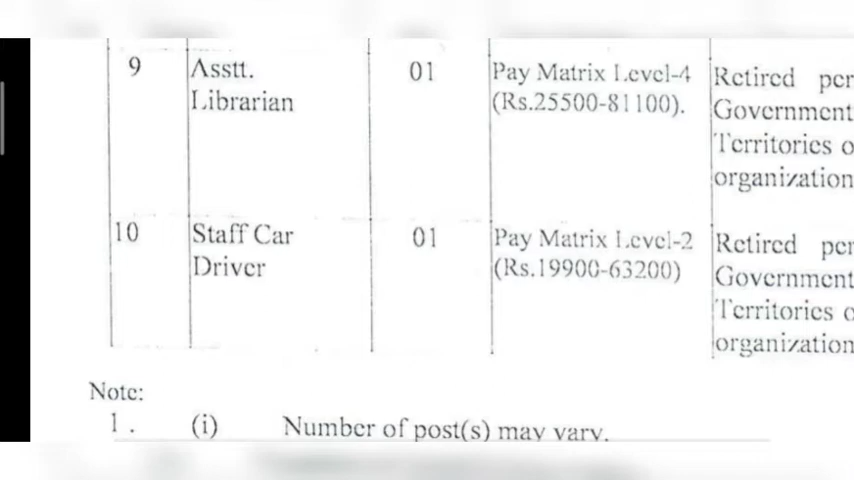 9 Asstt. 01 Pay Matrix Level-4 Retired per
Librarian (Rs.25500-81100). Government
Territories o
organization
10 Staff Car 01 Pay Matrix Level-2 Retired per
Driver (Rs.19900-63200) Government
Territories o
organization
Note:
1. (i) Number of post(s) may vary.